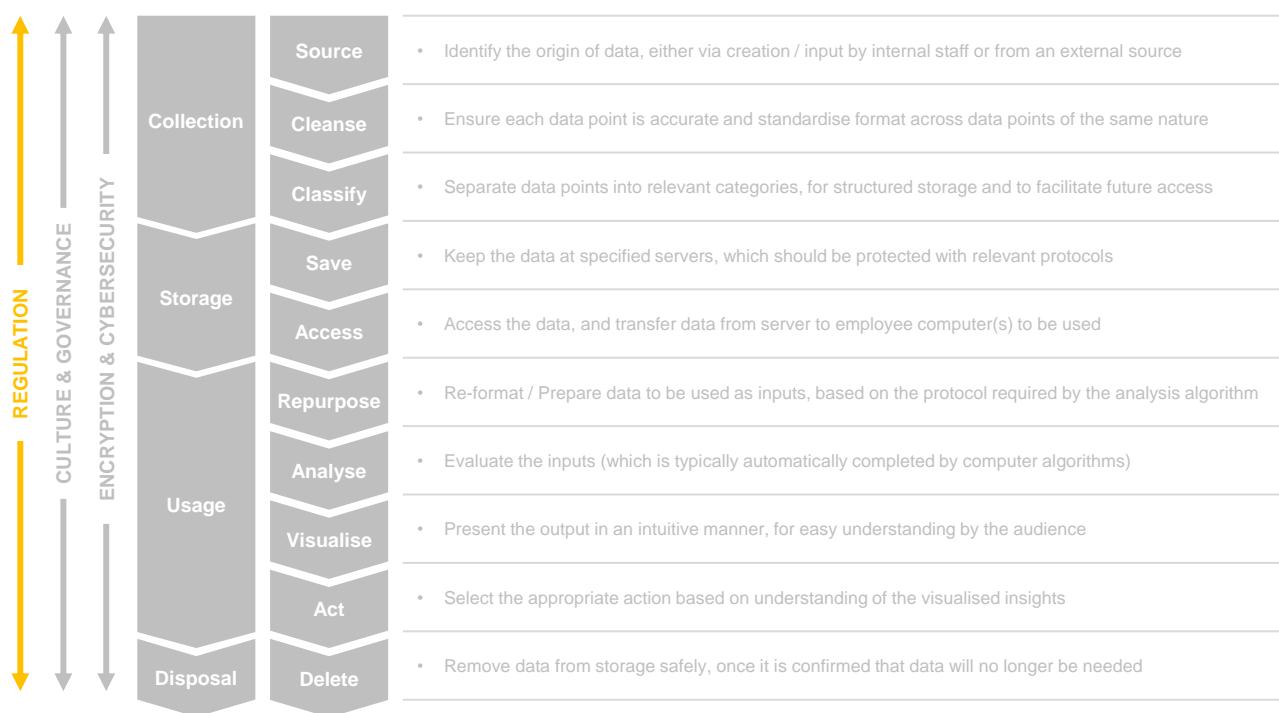 REGULATION
CULTURE & GOVERNANCE
ENCRYPTION & CYBERSECURITY
Collection
Source
• Identify the origin of data, either via creation / input by internal staff or from an external source
Cleanse
• Ensure each data point is accurate and standardise format across data points of the same nature
Classify
• Separate data points into relevant categories, for structured storage and to facilitate future access
Storage
Save
• Keep the data at specified servers, which should be protected with relevant protocols
Access
• Access the data, and transfer data from server to employee computer(s) to be used
Usage
Repurpose
• Re-format / Prepare data to be used as inputs, based on the protocol required by the analysis algorithm
Analyse
• Evaluate the inputs (which is typically automatically completed by computer algorithms)
Visualise
• Present the output in an intuitive manner, for easy understanding by the audience
Act
• Select the appropriate action based on understanding of the visualised insights
Disposal
Delete
• Remove data from storage safely, once it is confirmed that data will no longer be needed